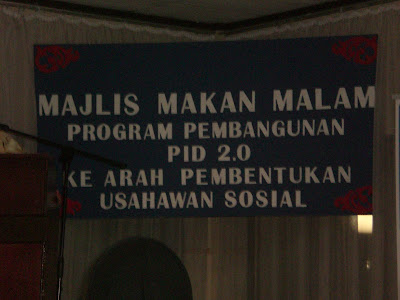 MAJLIS MAKAN MALAM
PROGRAM PEMBANGUNAN
PID 2.0
KE ARAH PEMBENTUKAN
USAHAWAN SOSIAL